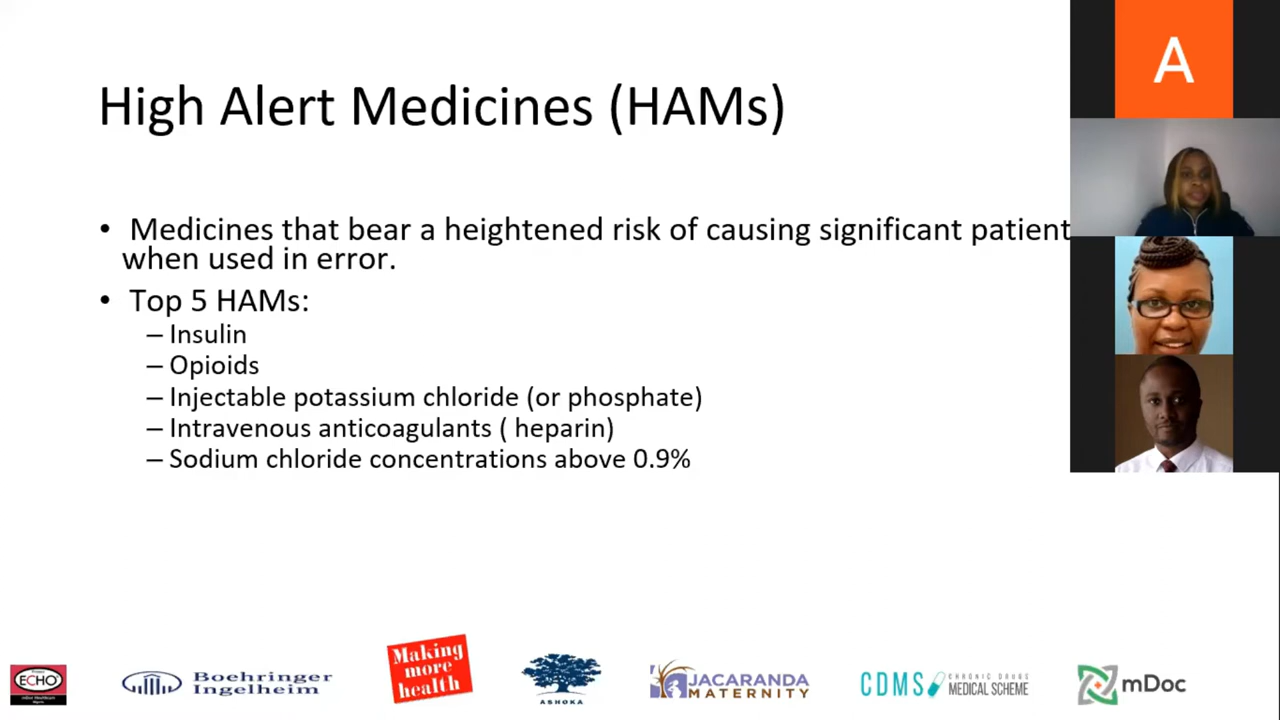 High Alert Medicines (HAMs)
A
• Medicines that bear a heightened risk of causing significant patient
when used in error.
• Top 5 HAMs:
– Insulin
– Opioids
– Injectable potassium chloride (or phosphate)
– Intravenous anticoagulants ( heparin)
– Sodium chloride concentrations above 0.9%
ECHO
Boehringer
Ingelheim
Making
more
health
ASHOKA
JACARANDA
MATERNITY
CDMS
CHRONIC DRUGS
MEDICAL SCHEME
mDoc